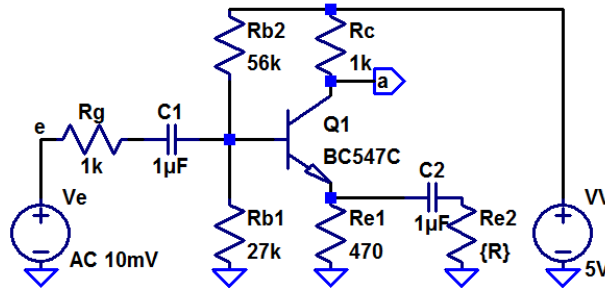 Rb2
56k
Rc
1k
a
e
Rg
1k
C1
1µF
Q1
BC547C
C2
1µF
Ve
AC 10mV
Rb1
27k
Re1
470
Re2
{R}
VV
5V